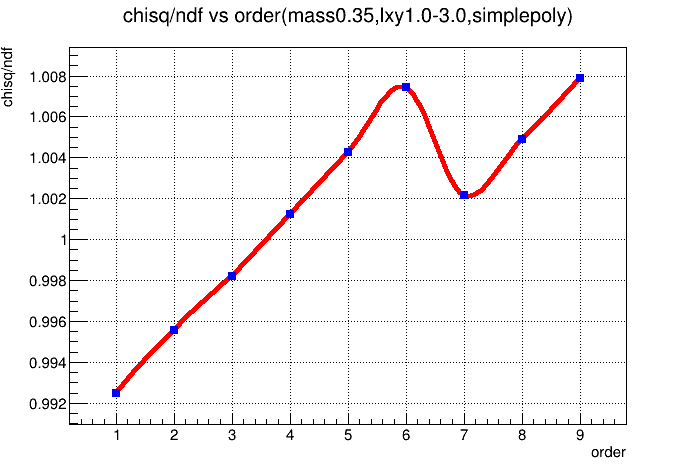 chisq/ndf vs order(mass0.35,lxy1.0-3.0,simplepoly)
chisq/ndf
1.008
1.006
1.004
1.002
1
0.998
0.996
0.994
0.992
1 2 3 4 5 6 7 8 9
order